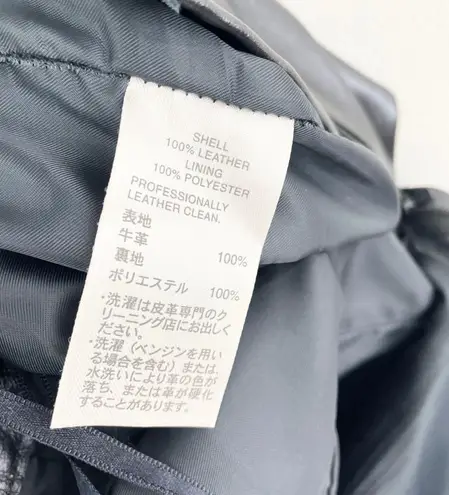 SHELL
100% LEATHER
LINING
100% POLYESTER
PROFESSIONALLY
LEATHER CLEAN.
表地
牛革 100%
裏地
ポリエステル 100%
・洗濯は皮革専門のク
リーニング店にお出しく
ださい。
・洗濯（ベンジンを用い
る場合を含む）または、
水洗いにより革の色が
落ち、または革が硬化
することがあります。